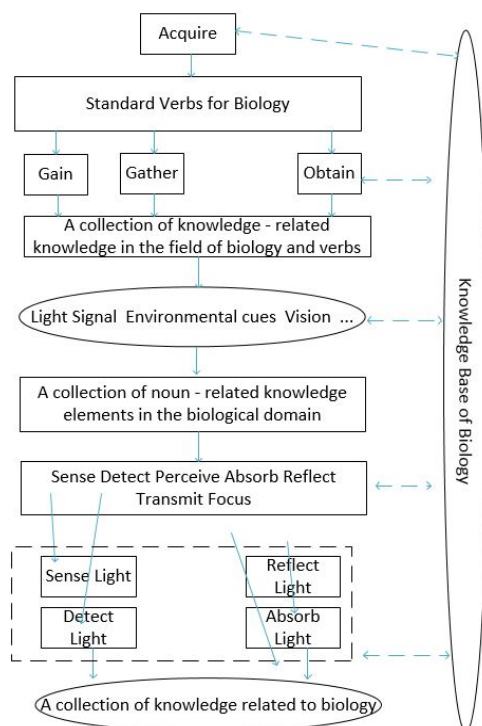 Acquire
Standard Verbs for Biology
Gain
Gather
Obtain
A collection of knowledge - related
knowledge in the field of biology and verbs
Light Signal Environmental cues Vision ...
A collection of noun - related knowledge
elements in the biological domain
Sense Detect Perceive Absorb Reflect
Transmit Focus
Sense Light
Reflect
Light
Detect
Light
Absorb
Light
A collection of knowledge related to biology
Knowledge Base of Biology